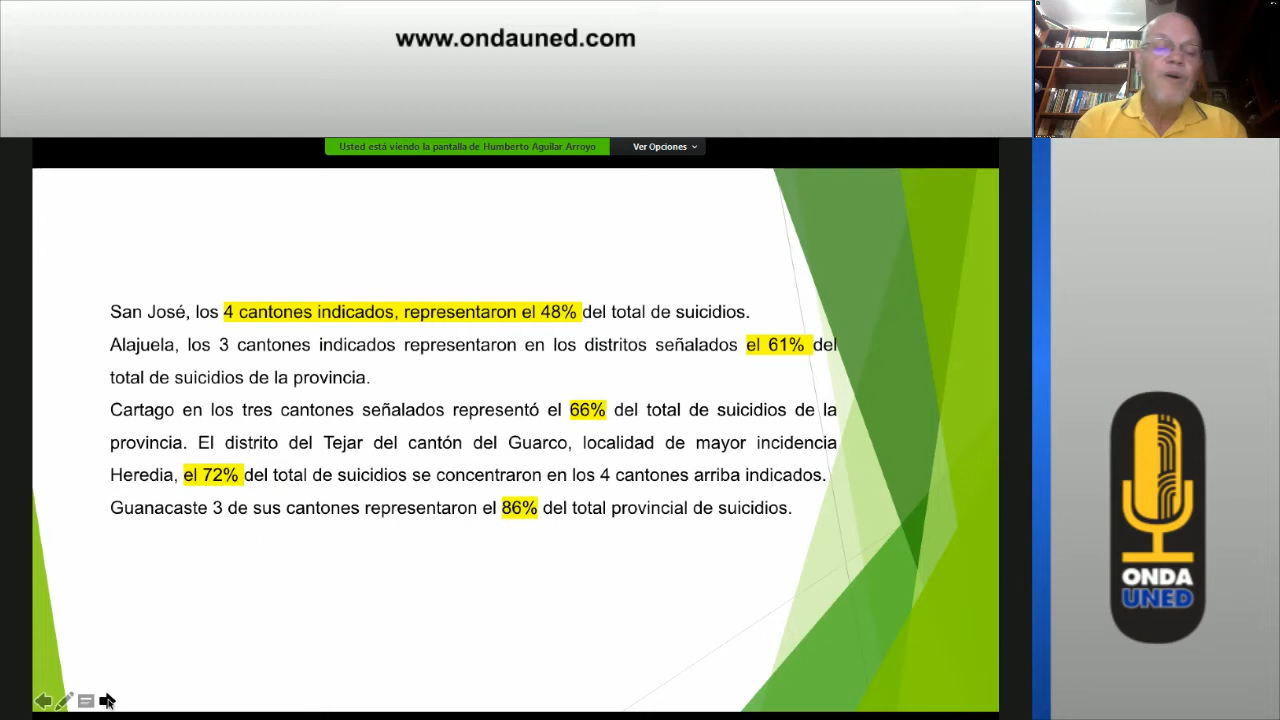 www.ondauned.com
Usted está viendo la pantalla de Humberto Aguilar Arroyo
Ver Opciones
San José, los 4 cantones indicados, representaron el 48% del total de suicidios.
Alajuela, los 3 cantones indicados representaron en los distritos señalados el 61% del
total de suicidios de la provincia.
Cartago en los tres cantones señalados representó el 66% del total de suicidios de la
provincia. El distrito del Tejar del cantón del Guarco, localidad de mayor incidencia
Heredia, el 72% del total de suicidios se concentraron en los 4 cantones arriba indicados.
Guanacaste 3 de sus cantones representaron el 86% del total provincial de suicidios.
ONDA
UNED